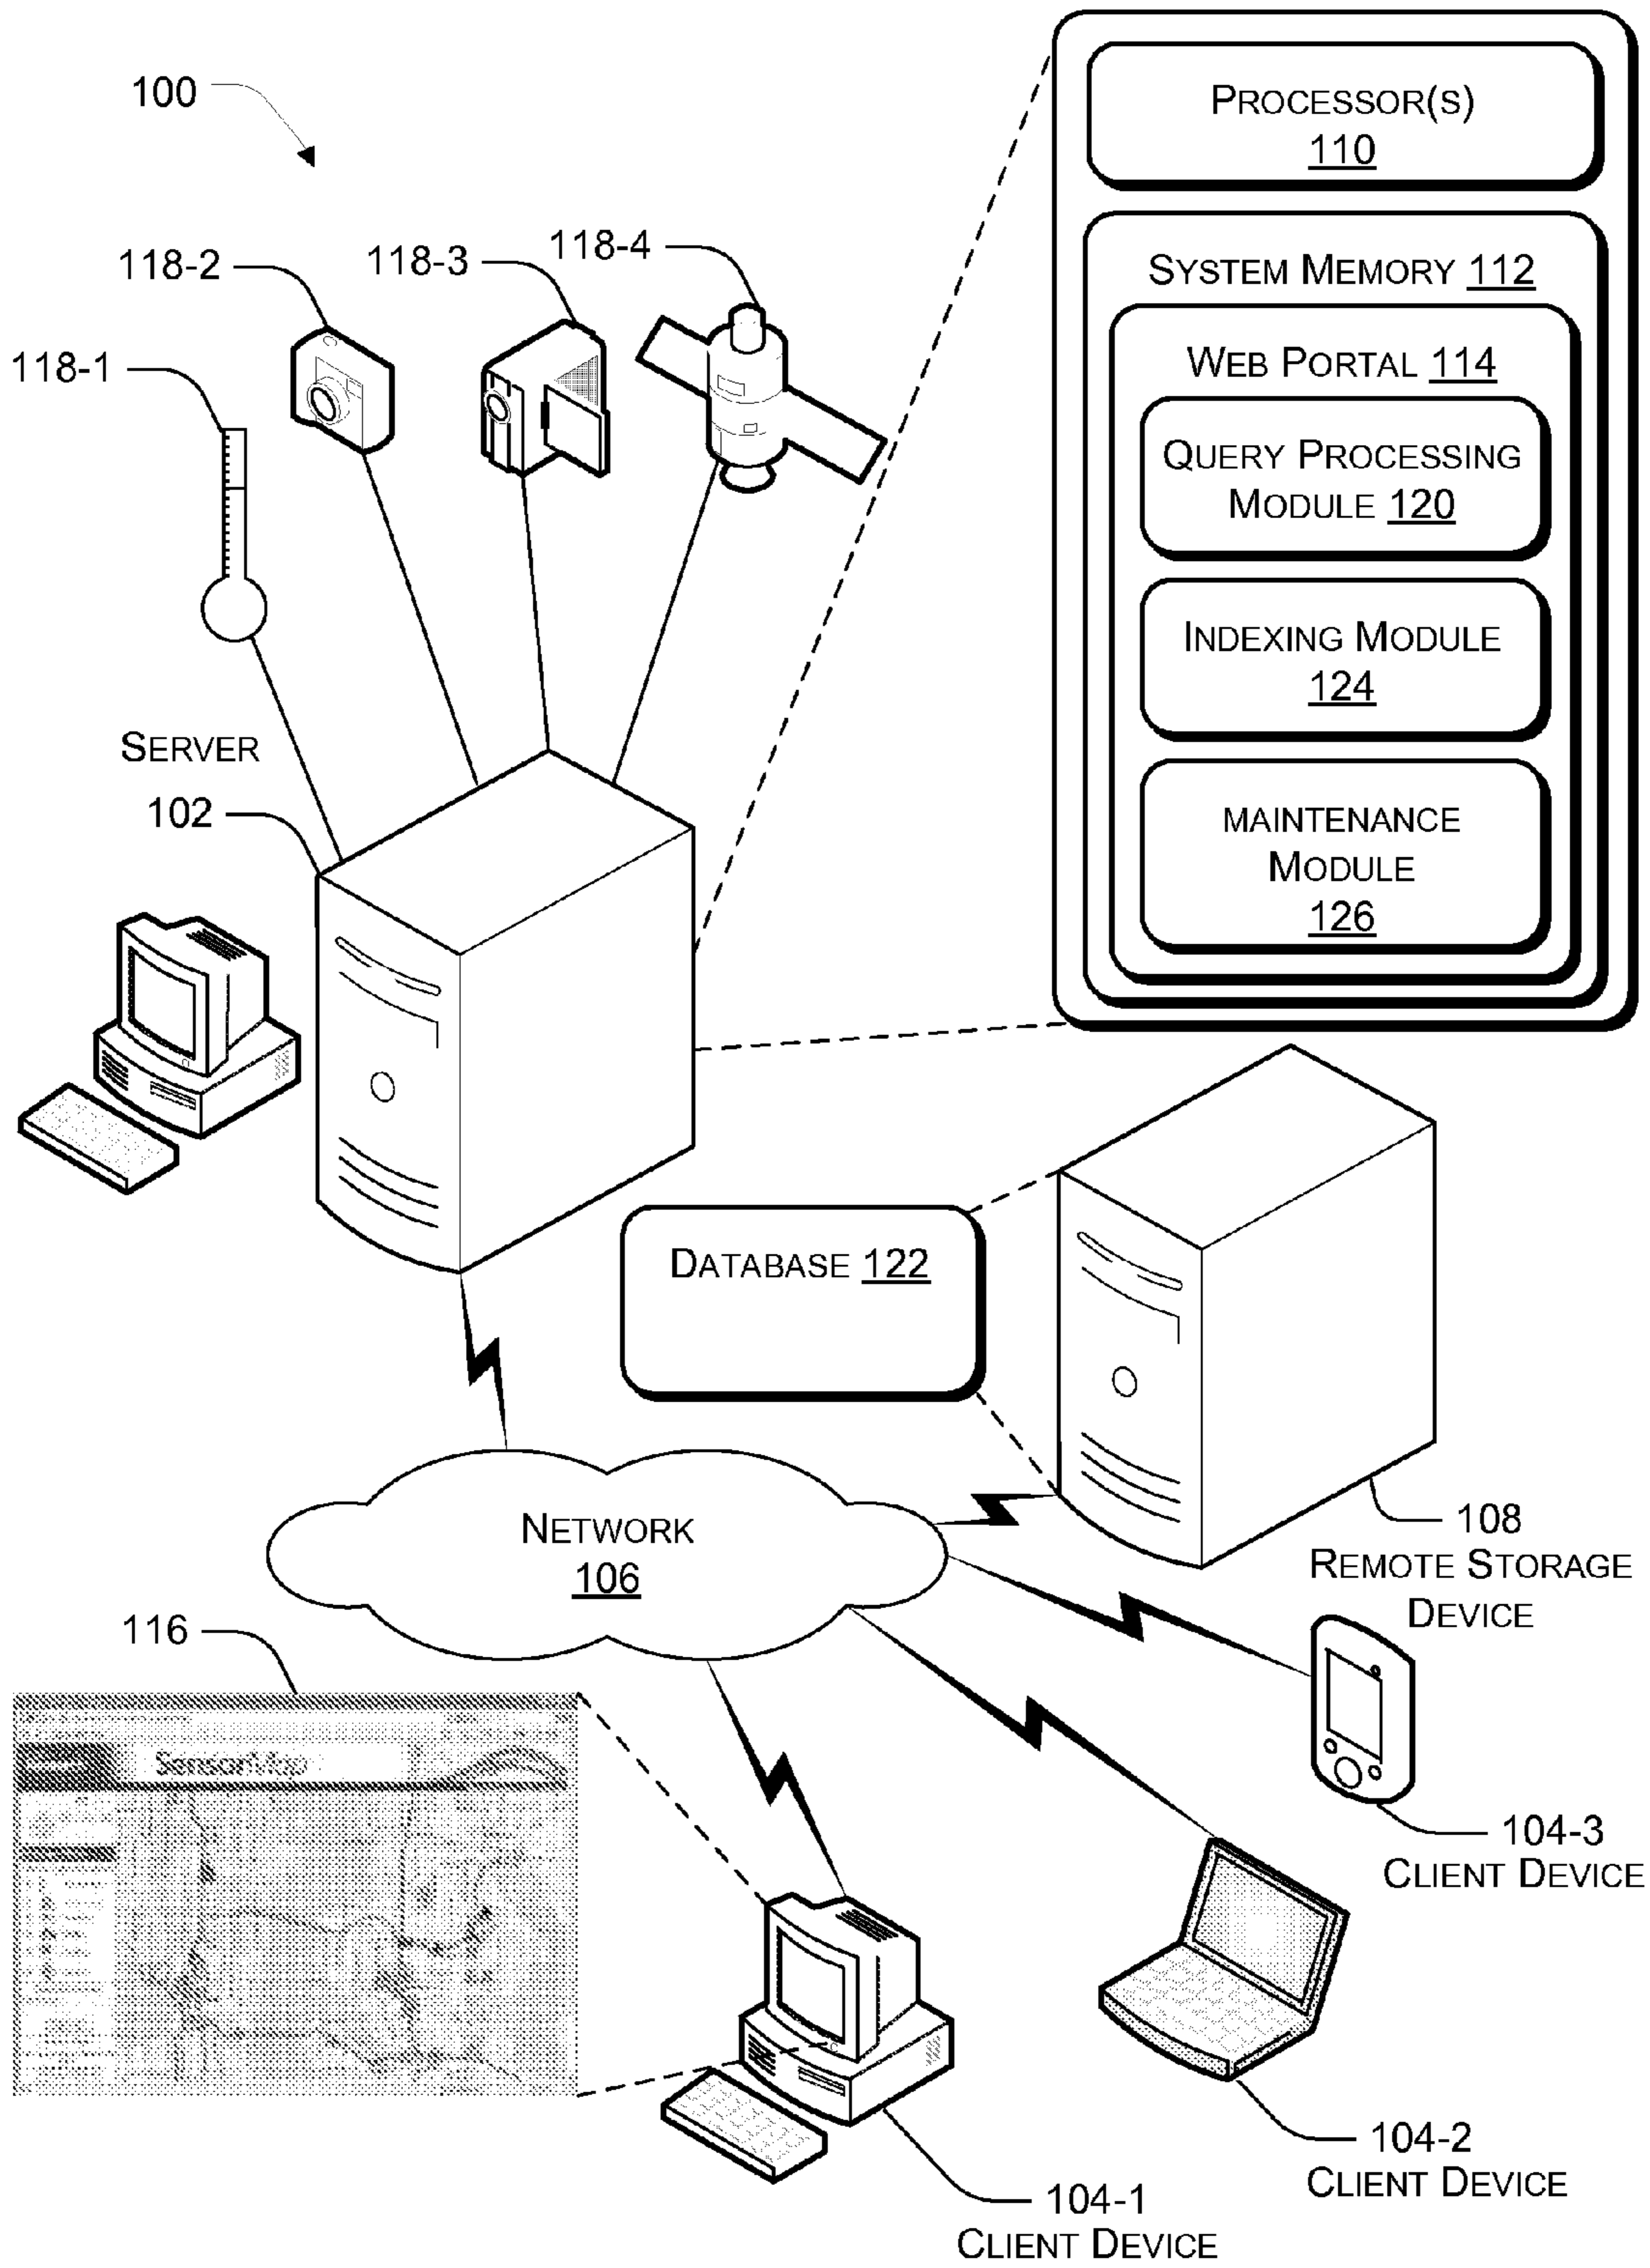 100
PROCESSOR(S)
110
SYSTEM MEMORY 112
WEB PORTAL 114
QUERY PROCESSING
MODULE 120
INDEXING MODULE
124
MAINTENANCE
MODULE
126
118-4
118-3
118-2
118-1
SERVER
102
DATABASE 122
NETWORK
106
108
REMOTE STORAGE
DEVICE
116
SensorMap
104-3
CLIENT DEVICE
104-2
CLIENT DEVICE
104-1
CLIENT DEVICE